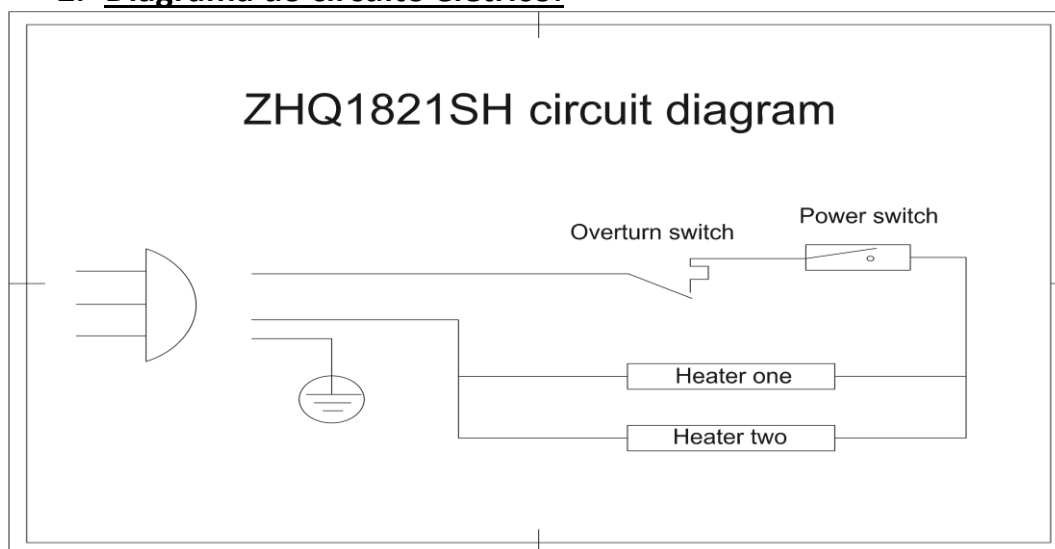 ZHQ1821SH circuit diagram
Power switch
Overturn switch
Heater one
Heater two